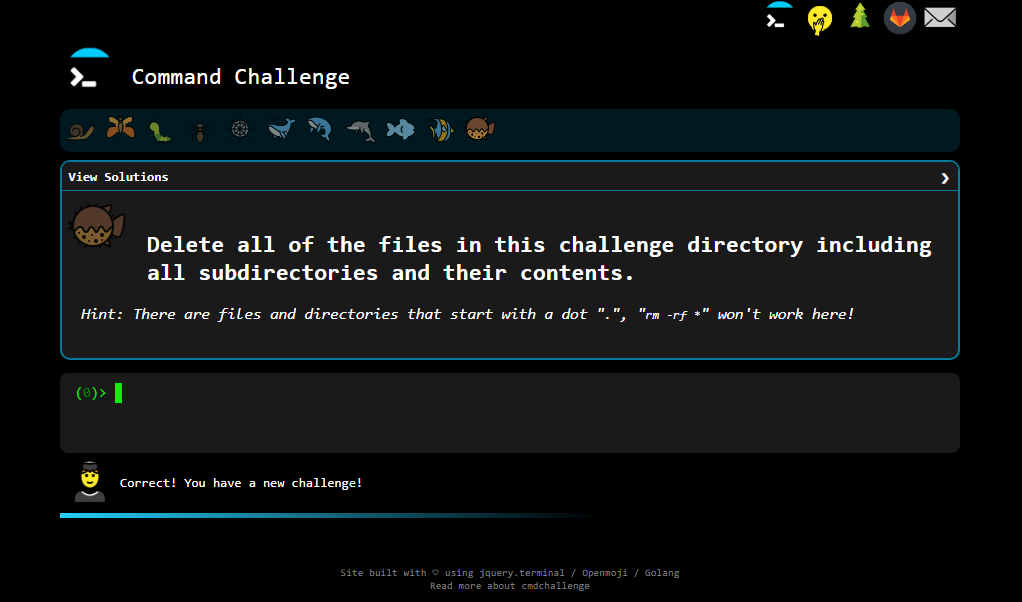 Command Challenge
View Solutions
Delete all of the files in this challenge directory including
all subdirectories and their contents.
Hint: There are files and directories that start with a dot ".", "rm -rf *" won't work here!
(0)>
Correct! You have a new challenge!
Site built with ♡ using jquery.terminal / Openmoji / Golang
Read more about cmdchallenge